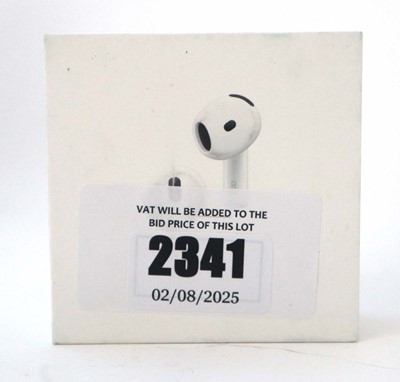 VAT WILL BE ADDED TO THE
BID PRICE OF THIS LOT
2341
02/08/2025